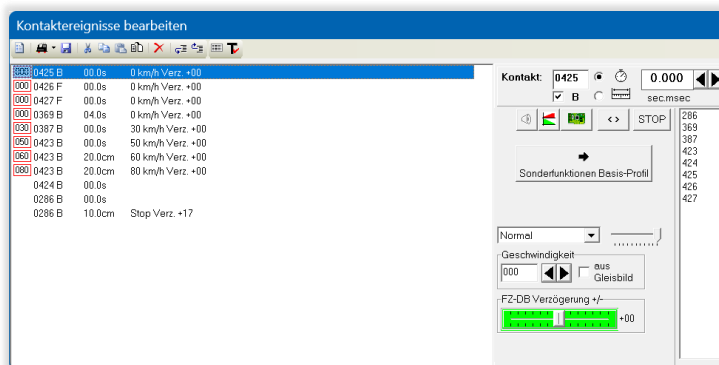 Kontaktereignisse bearbeiten
000 0425 B 00.0s 0 km/h Verz. +00
000 0426 F 00.0s 0 km/h Verz. +00
000 0427 F 00.0s 0 km/h Verz. +00
000 0369 B 04.0s 0 km/h Verz. +00
030 0387 B 00.0s 30 km/h Verz. +00
050 0423 B 00.0s 50 km/h Verz. +00
060 0423 B 20.0cm 60 km/h Verz. +00
080 0423 B 20.0cm 80 km/h Verz. +00
0424 B 00.0s
0286 B 00.0s
0286 B 10.0cm Stop Verz. +17
Kontakt: 0425 0.000
B sec.msec
<> STOP
Sonderfunktionen Basis-Profil
Normal
Geschwindigkeit
000 aus
Gleisbild
FZ-DB Verzögerung +/-
+00
286
369
387
423
424
425
426
427